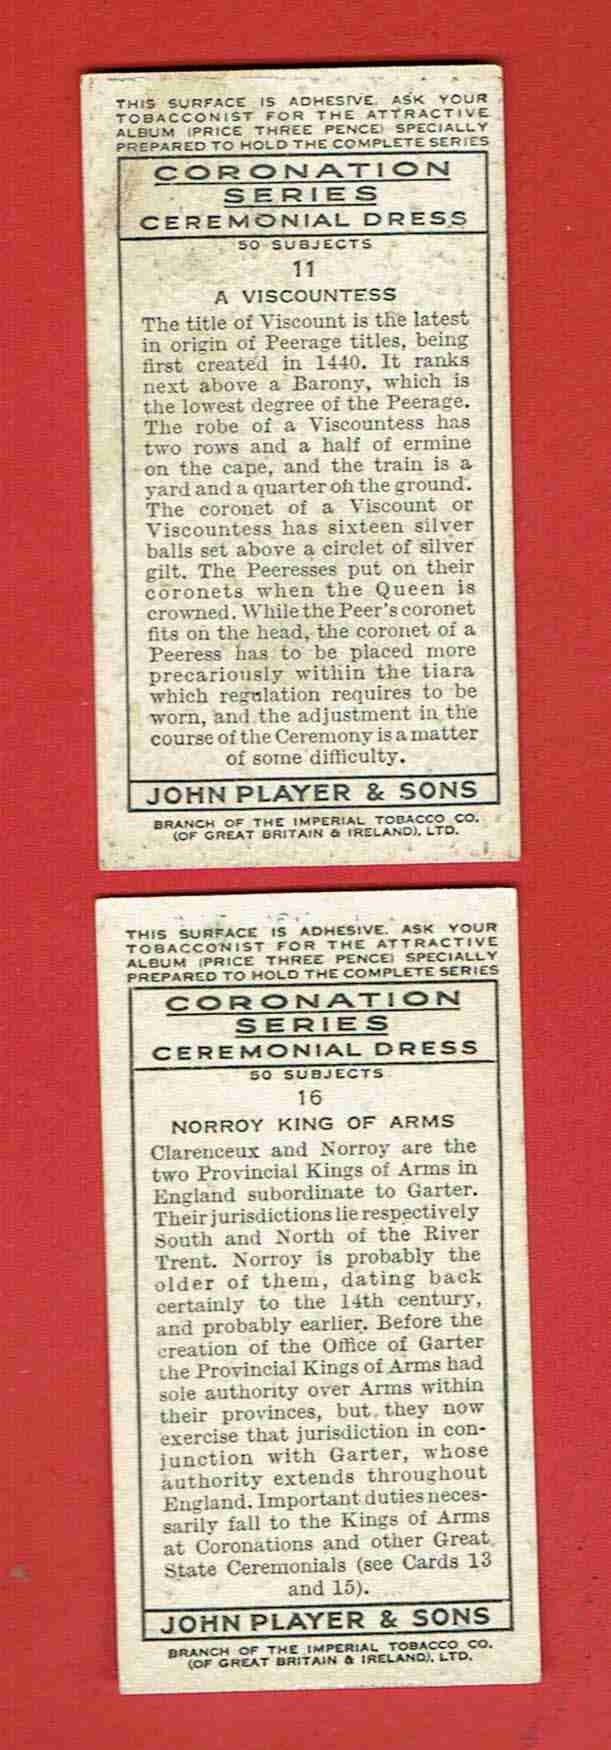 THIS SURFACE IS ADHESIVE. ASK YOUR
TOBACCONIST FOR THE ATTRACTIVE
ALBUM (PRICE THREE PENCE) SPECIALLY
PREPARED TO HOLD THE COMPLETE SERIES
CORONATION
SERIES
CEREMONIAL DRESS
50 SUBJECTS
11
A VISCOUNTESS
The title of Viscount is the latest
in origin of Peerage titles, being
first created in 1440. It ranks
next above a Barony, which is
the lowest degree of the Peerage.
The robe of a Viscountess has
two rows and a half of ermine
on the cape, and the train is a
yard and a quarter on the ground.
The coronet of a Viscount or
Viscountess has sixteen silver
balls set above a circlet of silver
gilt. The Peeresses put on their
coronets when the Queen is
crowned. While the Peer's coronet
fits on the head, the coronet of a
Peeress has to be placed more
precariously within the tiara
which regulation requires to be
worn, and the adjustment in the
course of the Ceremony is a matter
of some difficulty.
JOHN PLAYER & SONS
BRANCH OF THE IMPERIAL TOBACCO CO.
(OF GREAT BRITAIN & IRELAND), LTD.
THIS SURFACE IS ADHESIVE. ASK YOUR
TOBACCONIST FOR THE ATTRACTIVE
ALBUM (PRICE THREE PENCE) SPECIALLY
PREPARED TO HOLD THE COMPLETE SERIES
CORONATION
SERIES
CEREMONIAL DRESS
50 SUBJECTS
16
NORROY KING OF ARMS
Clarenceux and Norroy are the
two Provincial Kings of Arms in
England subordinate to Garter.
Their jurisdictions lie respectively
South and North of the River
Trent. Norroy is probably the
older of them, dating back
certainly to the 14th century,
and probably earlier. Before the
creation of the Office of Garter
the Provincial Kings of Arms had
sole authority over Arms within
their provinces, but they now
exercise that jurisdiction in con-
junction with Garter, whose
authority extends throughout
England. Important duties neces-
sarily fall to the Kings of Arms
at Coronations and other Great
State Ceremonials (see Cards 13
and 15).
JOHN PLAYER & SONS
BRANCH OF THE IMPERIAL TOBACCO CO.
(OF GREAT BRITAIN & IRELAND), LTD.